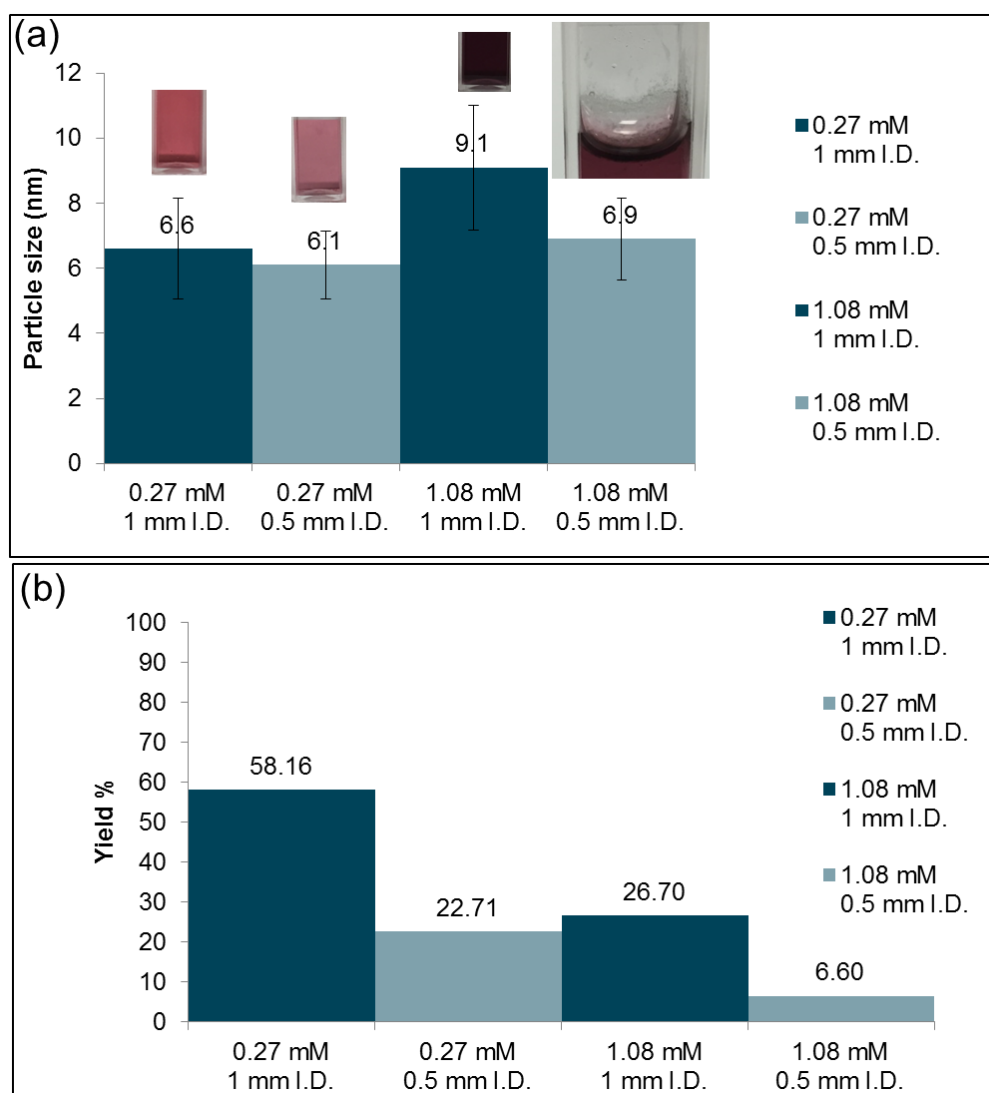 (a)
Particle size (nm)
12
10
8
6
4
2
0
6.6
6.1
9.1
6.9
0.27 mM
1 mm I.D.
0.27 mM
0.5 mm I.D.
1.08 mM
1 mm I.D.
1.08 mM
0.5 mm I.D.
0.27 mM
1 mm I.D.
0.27 mM
0.5 mm I.D.
1.08 mM
1 mm I.D.
1.08 mM
0.5 mm I.D.
(b)
Yield %
100
90
80
70
60
50
40
30
20
10
0
58.16
22.71
26.70
6.60
0.27 mM
1 mm I.D.
0.27 mM
0.5 mm I.D.
1.08 mM
1 mm I.D.
1.08 mM
0.5 mm I.D.
0.27 mM
1 mm I.D.
0.27 mM
0.5 mm I.D.
1.08 mM
1 mm I.D.
1.08 mM
0.5 mm I.D.